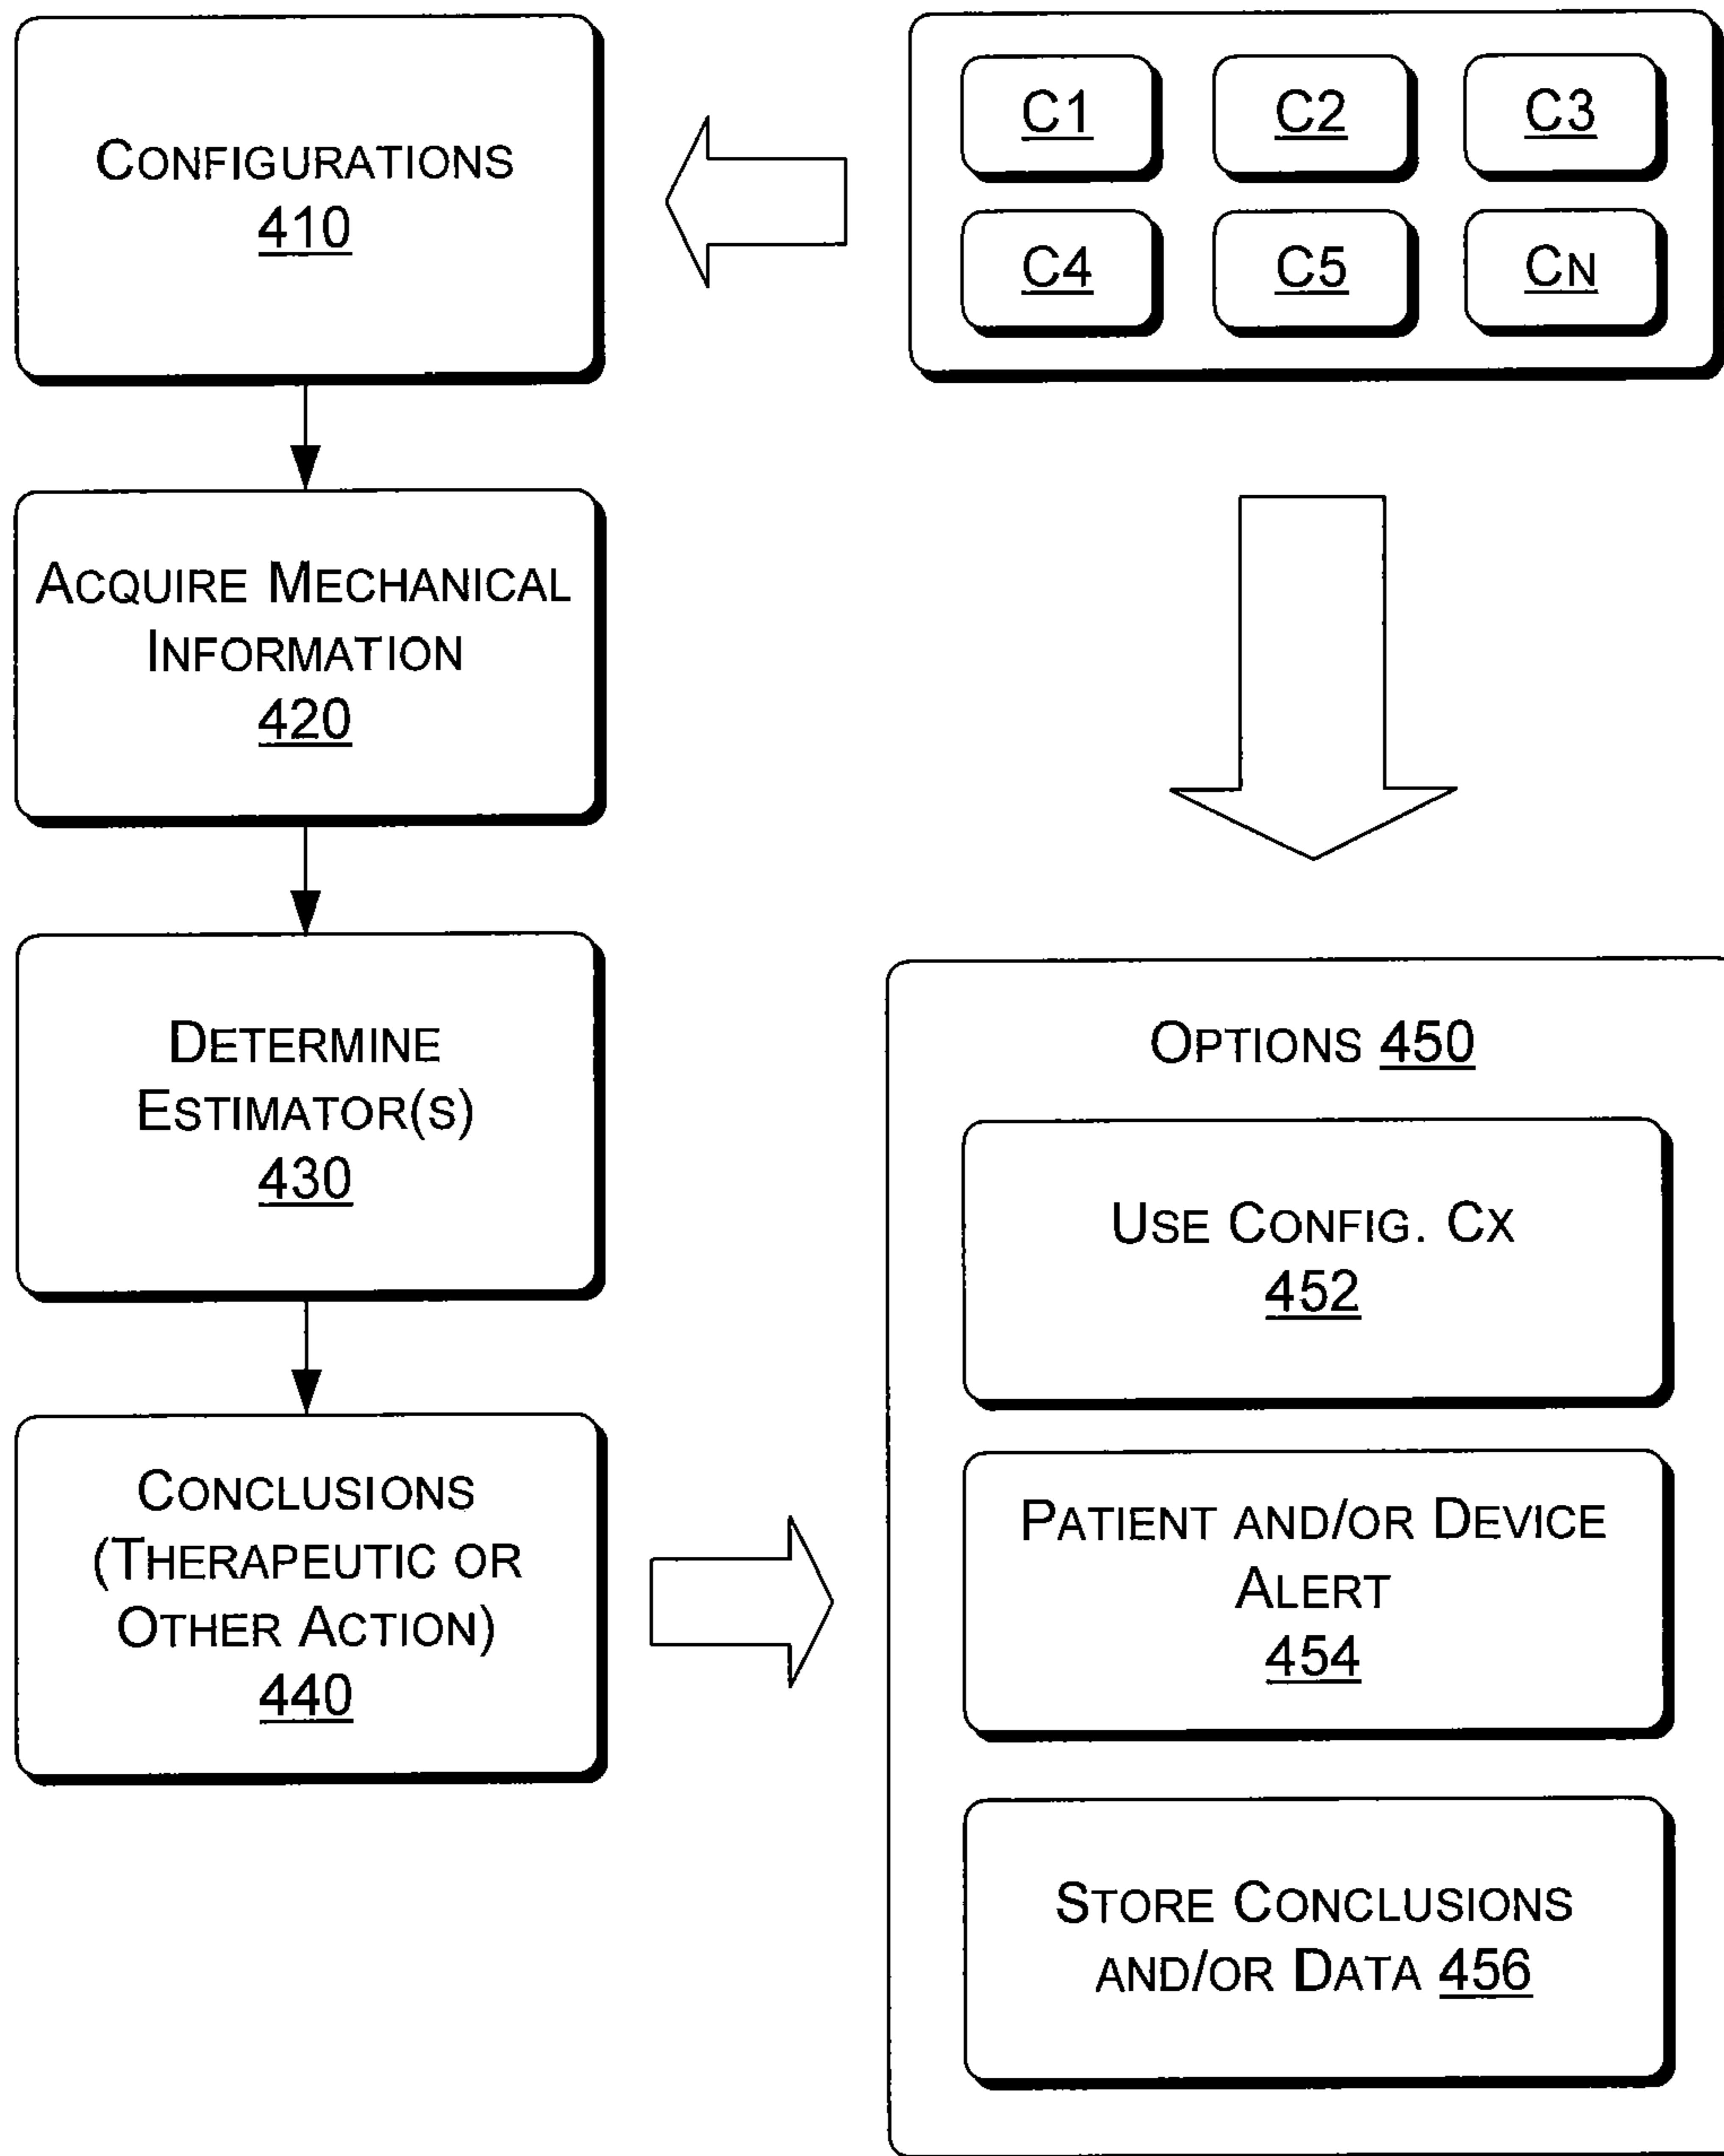 CONFIGURATIONS
410
C1
C2
C3
C4
C5
CN
ACQUIRE MECHANICAL
INFORMATION
420
DETERMINE
ESTIMATOR(S)
430
CONCLUSIONS
(THERAPEUTIC OR
OTHER ACTION)
440
OPTIONS 450
USE CONFIG. CX
452
PATIENT AND/OR DEVICE
ALERT
454
STORE CONCLUSIONS
AND/OR DATA 456